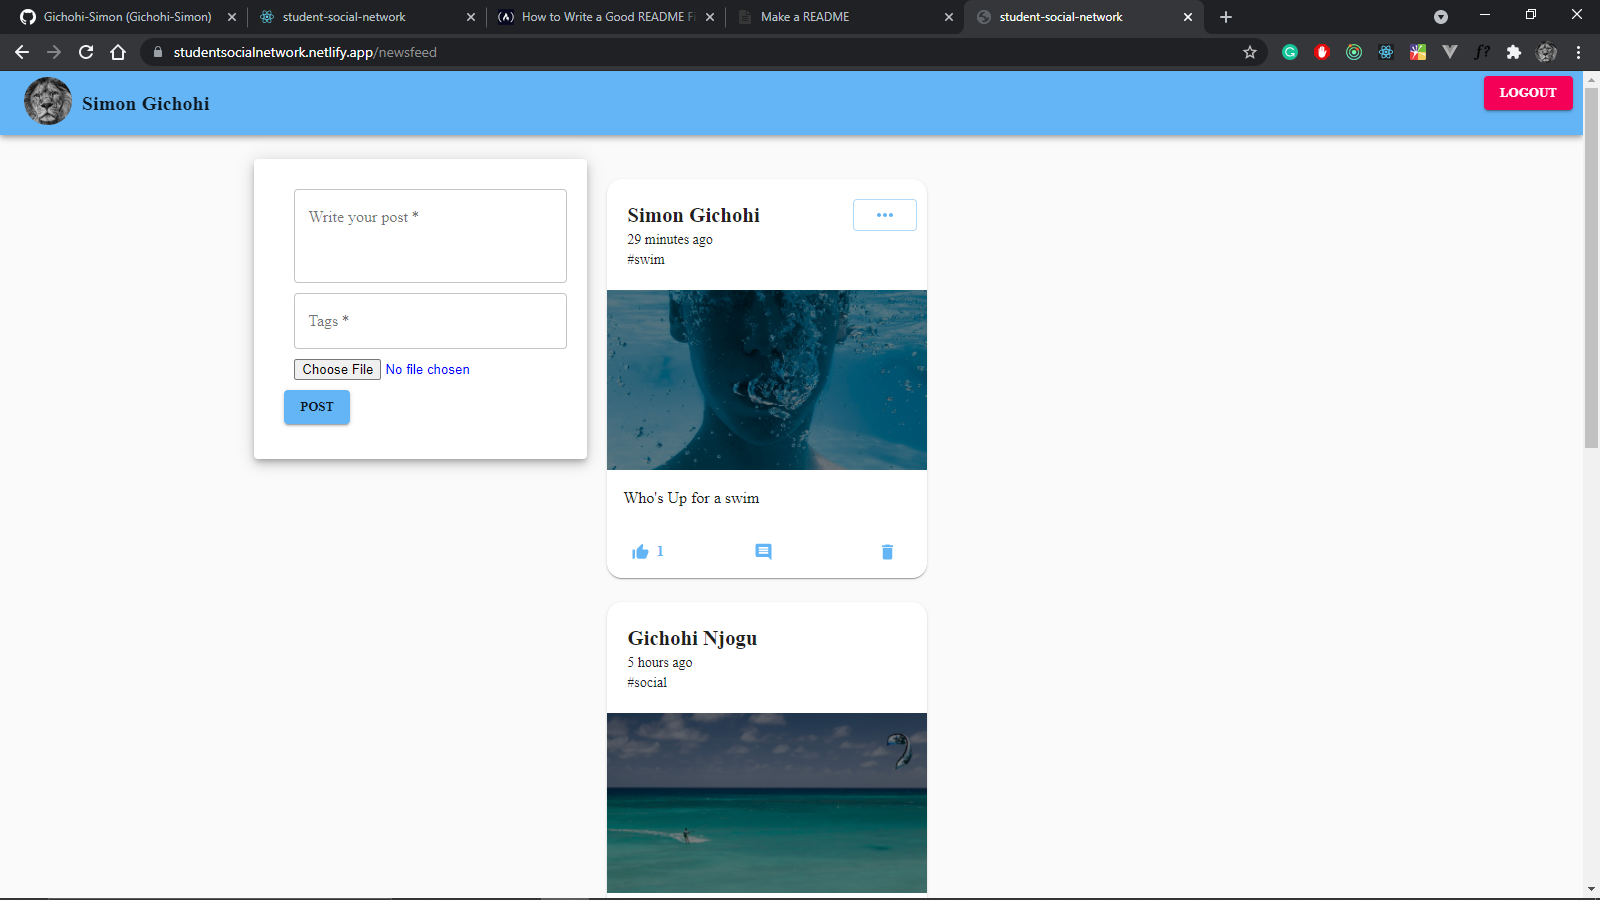 Gichohi-Simon (Gichohi-Simon)
student-social-network
How to Write a Good README Fi
Make a README
student-social-network
studentsocialnetwork.netlify.app/newsfeed
f?
Simon Gichohi
LOGOUT
Write your post *
Tags *
Choose File No file chosen
POST
Simon Gichohi
29 minutes ago
#swim
Who's Up for a swim
1
Gichohi Njogu
5 hours ago
#social